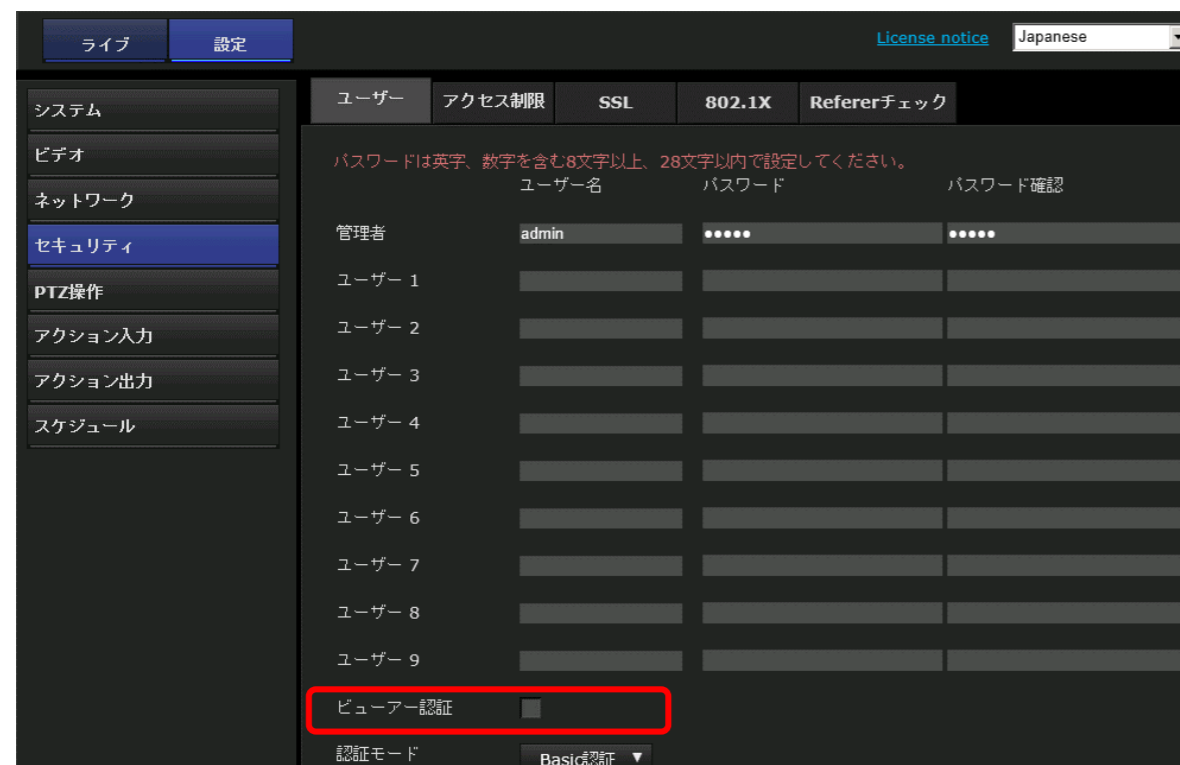 ライブ 設定 License notice Japanese
ユーザー アクセス制限 SSL 802.1X Refererチェック
システム
ビデオ
ネットワーク
セキュリティ
PTZ操作
アクション入力
アクション出力
スケジュール
パスワードは英字、数字を含む8文字以上、28文字以内で設定してください。
ユーザー名 パスワード パスワード確認
管理者 admin ••••• •••••
ユーザー 1
ユーザー 2
ユーザー 3
ユーザー 4
ユーザー 5
ユーザー 6
ユーザー 7
ユーザー 8
ユーザー 9
ビューアー認証
認証モード Basic認証 ▼